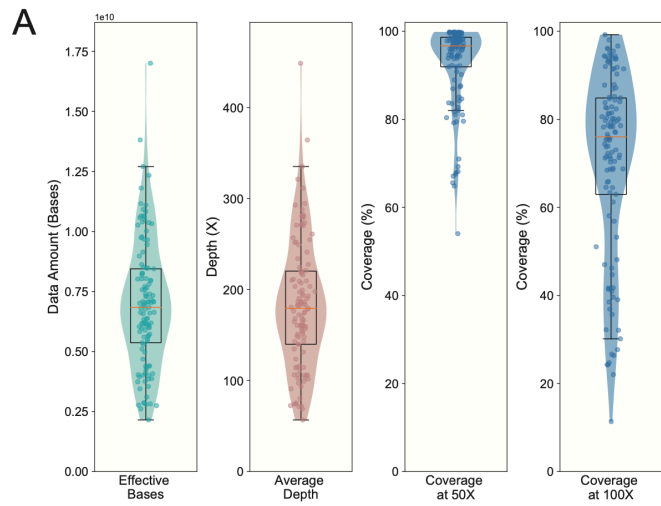 A
1e10
Data Amount (Bases)
1.75
1.50
1.25
1.00
0.75
0.50
0.25
0.00
Effective
Bases
Depth (X)
400
300
200
100
0
Average
Depth
Coverage (%)
100
80
60
40
20
0
Coverage
at 50X
Coverage (%)
100
80
60
40
20
0
Coverage
at 100X